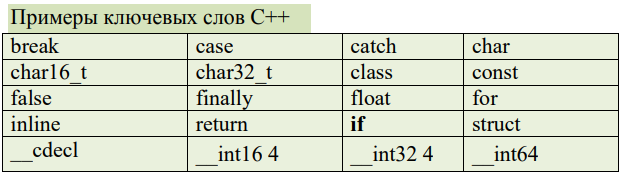 Примеры ключевых слов C++
break case catch char
char16_t char32_t class const
false finally float for
inline return if struct
__cdecl __int16 4 __int32 4 __int64